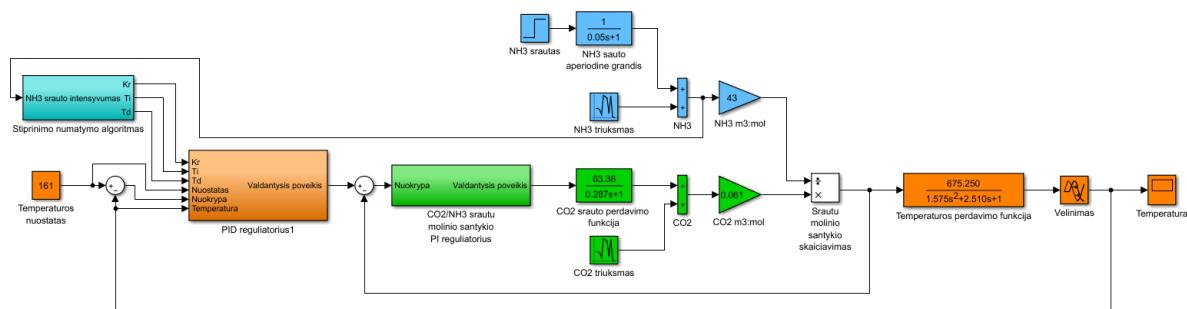 1
0.05s+1
NH3 srautas
NH3 sauto
aperiodine grandis
Kr
NH3 srauto intensyvumas
Ti
Td
Stiprinimo numatymo algoritmas
+
+
NH3
NH3 triuksmas
43
NH3 m3:mol
161
Temperaturos
nuostatas
+
−
Kr
Ti
Td
Nuostatas
Nuokrypa
Temperatura
Valdantysis poveikis
PID reguliatorius1
+
−
Nuokrypa
Valdantysis poveikis
CO2/NH3 srautu
molinio santykio
PI reguliatorius
63.36
0.287s+1
CO2 srauto perdavimo
funkcija
+
+
CO2
CO2 triuksmas
0.061
CO2 m3:mol
÷
×
Srautu
molinio
santykio
skaiciavimas
675.250
1.575s²+2.510s+1
Temperaturos perdavimo funkcija
Velinimas
Temperatura